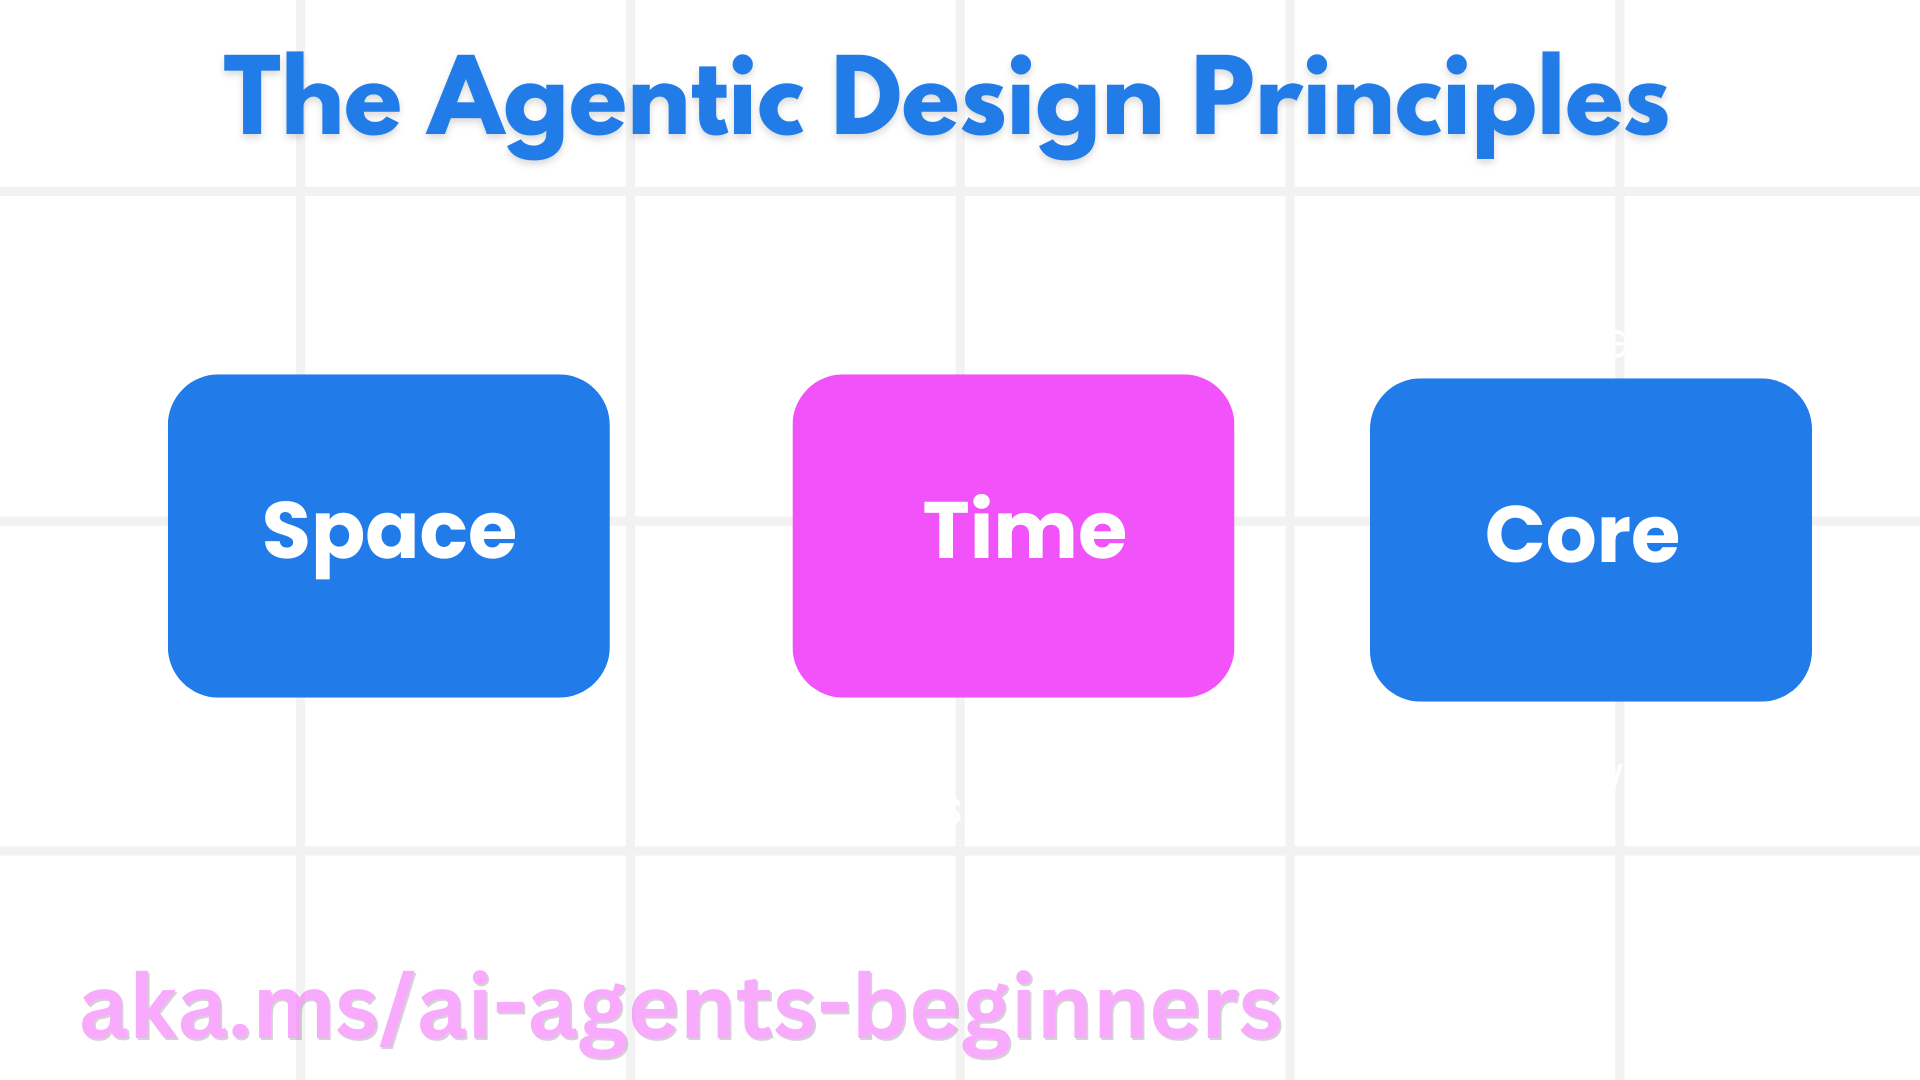 The Agentic Design Principles
Space
Time
Core
aka.ms/ai-agents-beginners